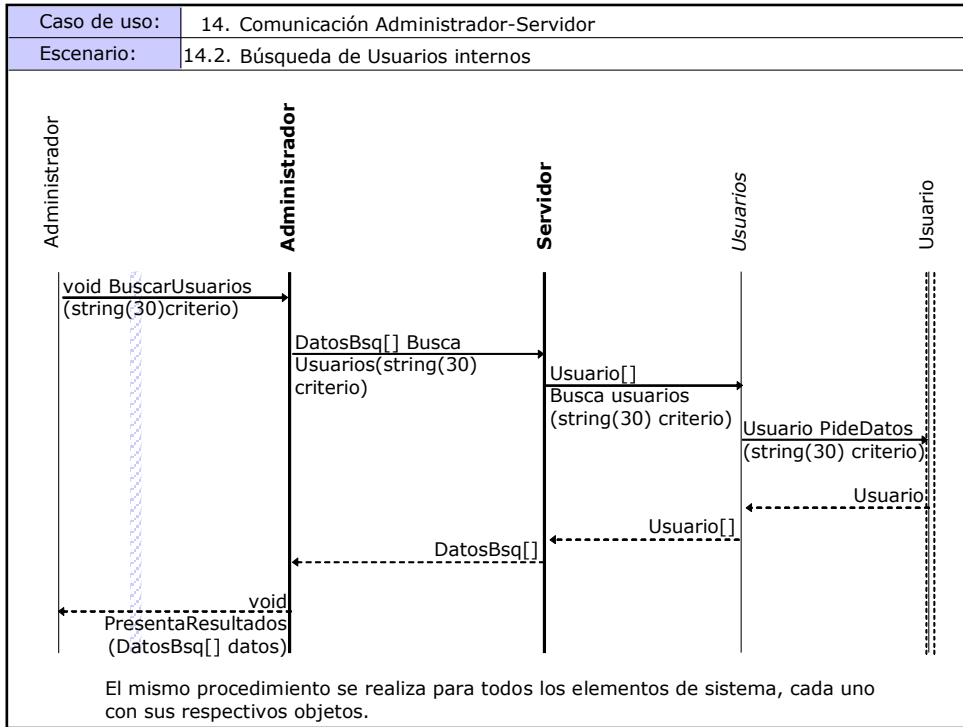 Caso de uso: 14. Comunicación Administrador-Servidor
Escenario: 14.2. Búsqueda de Usuarios internos
Administrador
Administrador
Servidor
Usuarios
Usuario
void BuscarUsuarios
(string(30)criterio)
DatosBsq[] Busca
Usuarios(string(30)
criterio)
Usuario[]
Busca usuarios
(string(30) criterio)
Usuario PideDatos
(string(30) criterio)
Usuario
Usuario[]
DatosBsq[]
void
PresentaResultados
(DatosBsq[] datos)
El mismo procedimiento se realiza para todos los elementos de sistema, cada uno
con sus respectivos objetos.